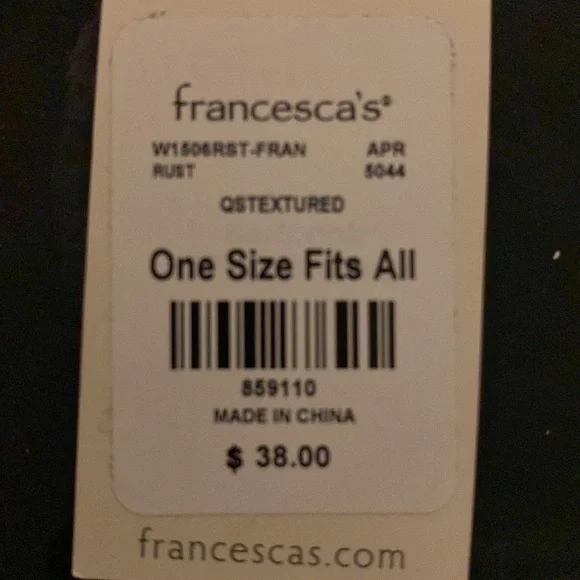 francesca's®
W1506RST-FRAN APR
RUST 5044
QSTEXTURED
One Size Fits All
859110
MADE IN CHINA
$ 38.00
francescas.com